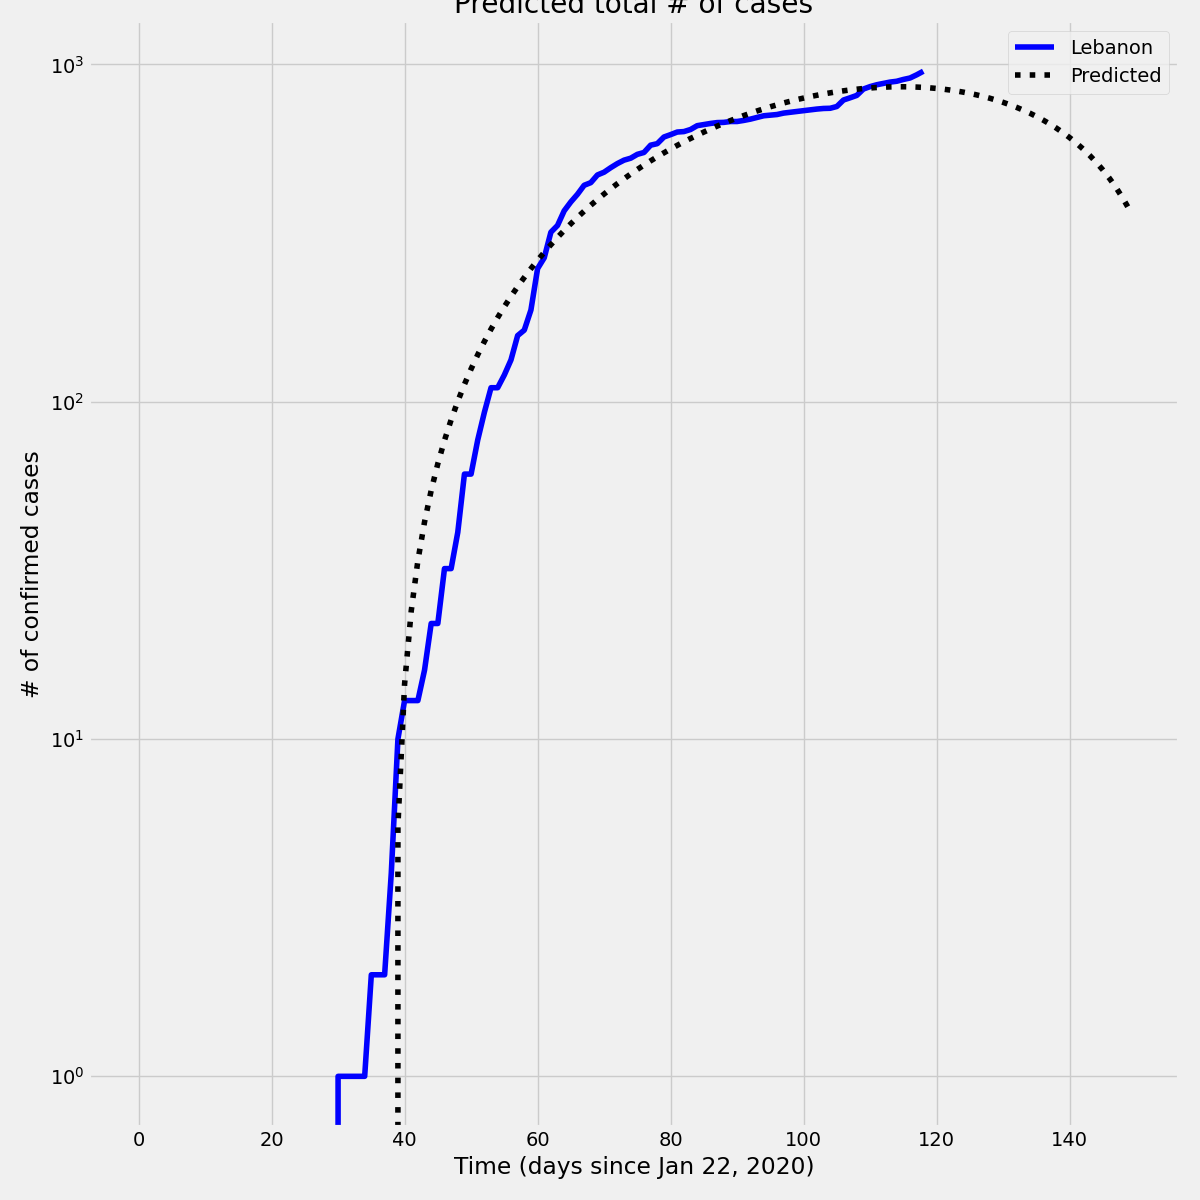 Predicted total # of cases
Lebanon
Predicted
10³
10²
10¹
10⁰
# of confirmed cases
0 20 40 60 80 100 120 140
Time (days since Jan 22, 2020)